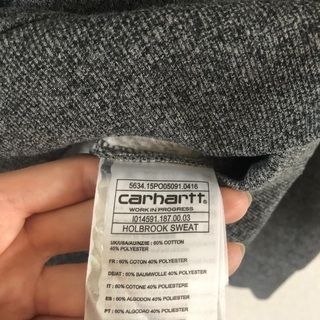 5634.15PO05091.0416
carhartt
WORK IN PROGRESS
I014591.187.00.03
HOLBROOK SWEAT
UK/USA/AU/NZ/IE: 60% COTTON
40% POLYESTER
FR: 60% COTON 40% POLYESTER
DE/AT: 60% BAUMWOLLE 40% POLYESTER
IT: 60% COTONE 40% POLIESTERE
ES: 60% ALGODON 40% POLIESTER
PT: 60% ALGODAO 40% POLIESTER